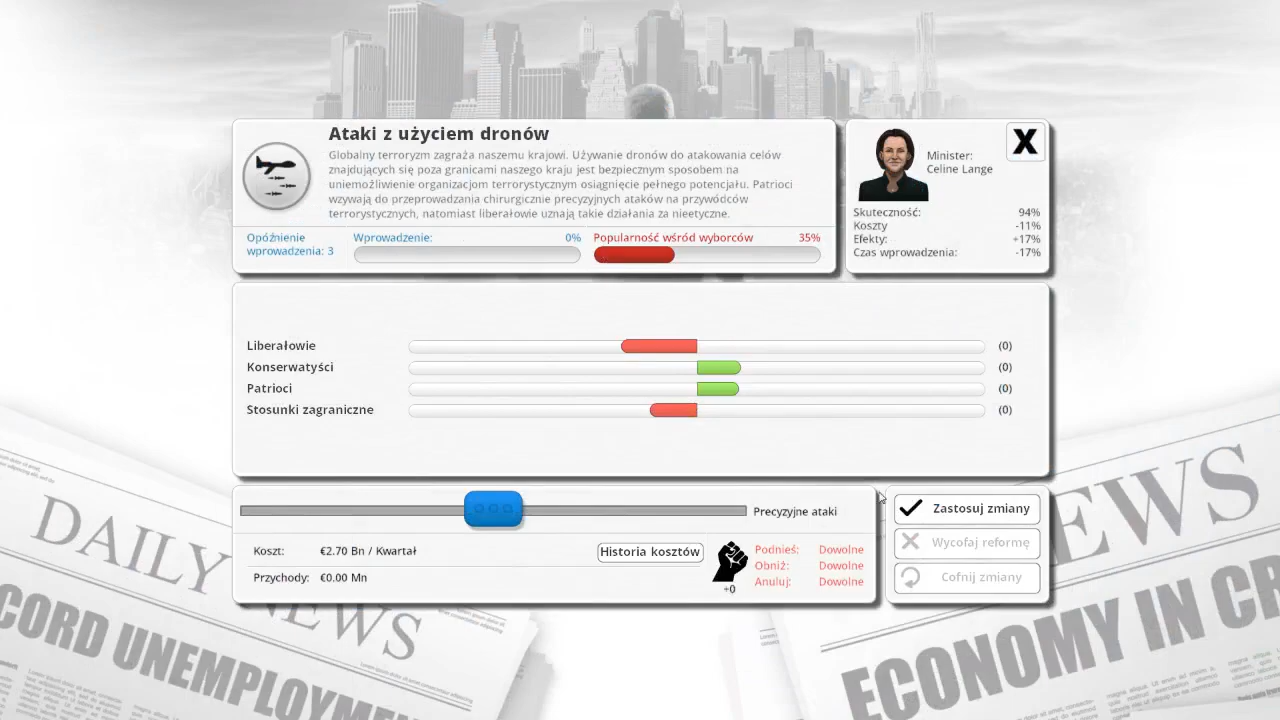 Ataki z użyciem dronów
Globalny terroryzm zagraża naszemu krajowi. Używanie dronów do atakowania celów
znajdujących się poza granicami naszego kraju jest bezpiecznym sposobem na
uniemożliwienie organizacjom terrorystycznym osiągnięcie pełnego potencjału. Patrioci
wzywają do przeprowadzania chirurgicznie precyzyjnych ataków na przywódców
terrorystycznych, natomiast liberałowie uznają takie działania za nieetyczne.
Opóźnienie
wprowadzenia: 3
Wprowadzenie: 0%
Popularność wśród wyborców 35%
X
Minister:
Celine Lange
Skuteczność: 94%
Koszty -11%
Efekty: +17%
Czas wprowadzenia: -17%
Liberałowie (0)
Konserwatyści (0)
Patrioci (0)
Stosunki zagraniczne (0)
Precyzyjne ataki
Koszt: €2.70 Bn / Kwartał
Przychody: €0.00 Mn
Historia kosztów
+0
Podnieś: Dowolne
Obniż: Dowolne
Anuluj: Dowolne
Zastosuj zmiany
Wycofaj reformę
Cofnij zmiany
DAILY NEWS
CORD UNEMPLOYMEN
EWS
ECONOMY IN CR